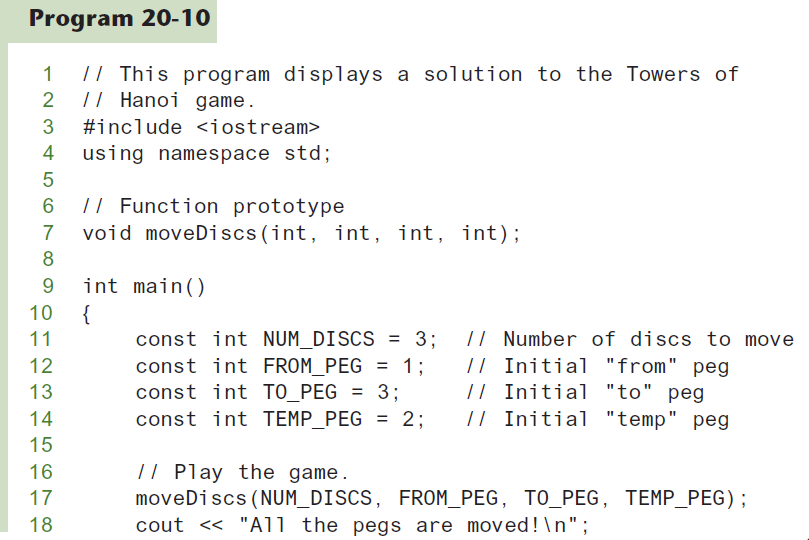 Program 20-10
1 // This program displays a solution to the Towers of
2 // Hanoi game.
3 #include <iostream>
4 using namespace std;
5
6 // Function prototype
7 void moveDiscs(int, int, int, int);
8
9 int main()
10 {
11 const int NUM_DISCS = 3; // Number of discs to move
12 const int FROM_PEG = 1; // Initial "from" peg
13 const int TO_PEG = 3; // Initial "to" peg
14 const int TEMP_PEG = 2; // Initial "temp" peg
15
16 // Play the game.
17 moveDiscs(NUM_DISCS, FROM_PEG, TO_PEG, TEMP_PEG);
18 cout << "All the pegs are moved!\n";